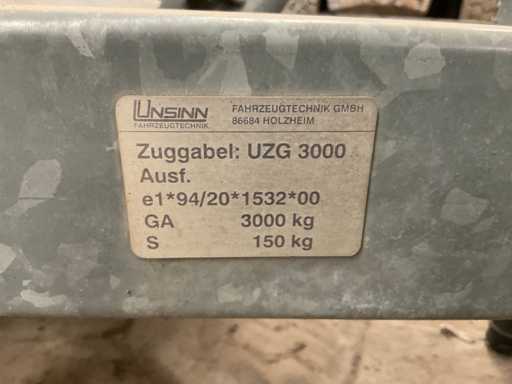 UNSINN
FAHRZEUGTECHNIK
FAHRZEUGTECHNIK GMBH
86684 HOLZHEIM
Zuggabel: UZG 3000
Ausf.
e1*94/20*1532*00
GA 3000 kg
S 150 kg